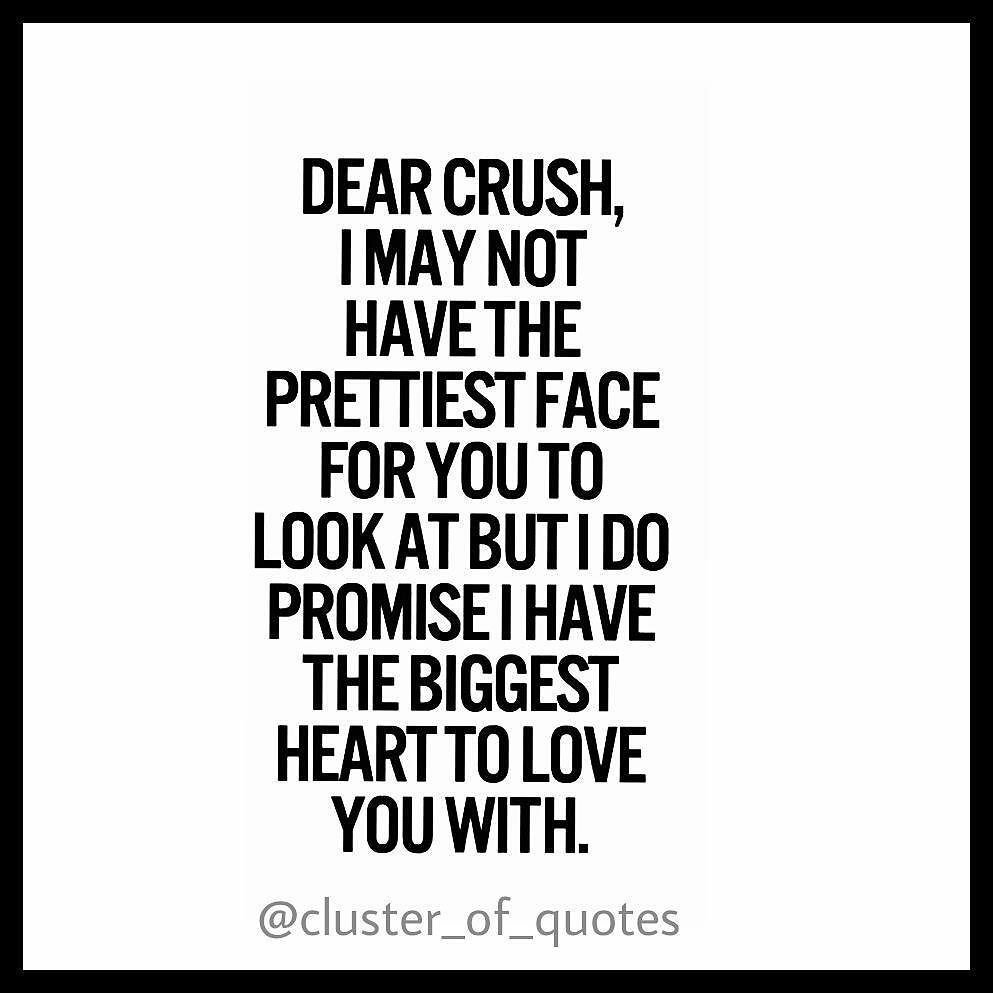 DEAR CRUSH,
I MAY NOT
HAVE THE
PRETTIEST FACE
FOR YOU TO
LOOK AT BUT I DO
PROMISE I HAVE
THE BIGGEST
HEART TO LOVE
YOU WITH.
@cluster_of_quotes